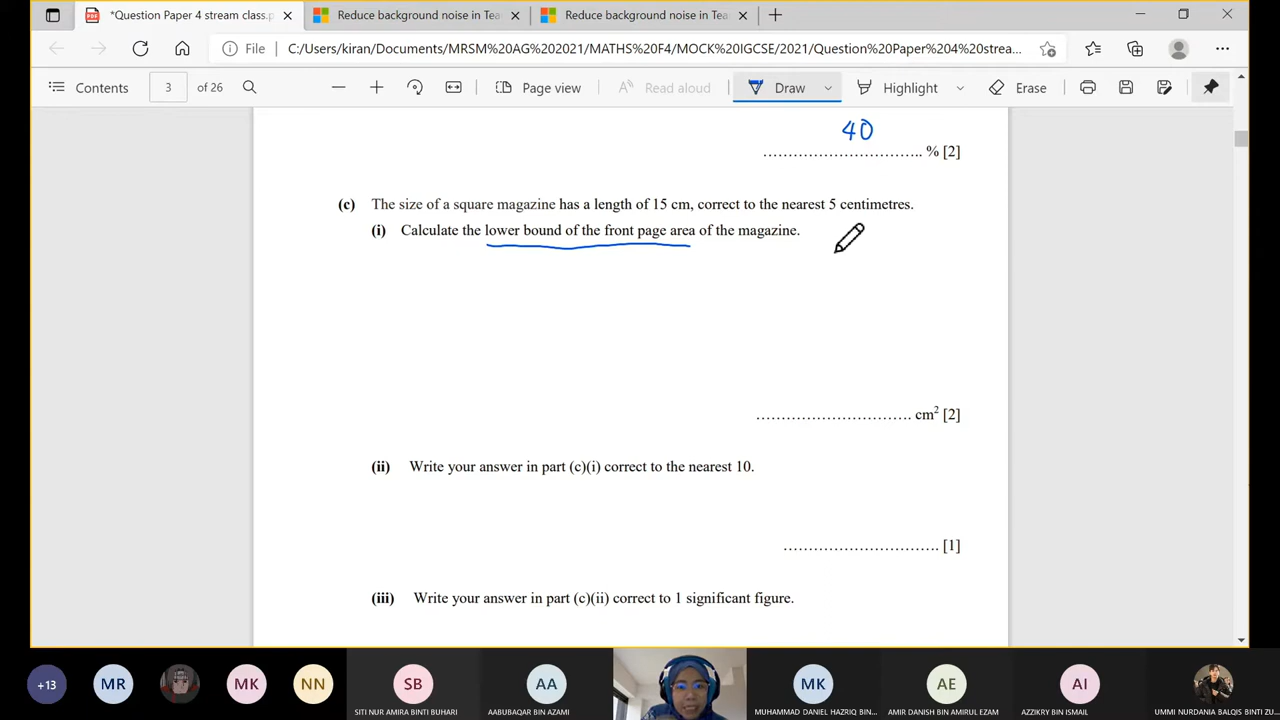 *Question Paper 4 stream class.p
Reduce background noise in Tea
Reduce background noise in Tea
File
C:/Users/kiran/Documents/MRSM%20AG%202021/MATHS%20F4/MOCK%20IGCSE/2021/Question%20Paper%204%20strea...
Contents
3
of 26
Page view
Read aloud
Draw
Highlight
Erase
40
…………………………….. % [2]
(c) The size of a square magazine has a length of 15 cm, correct to the nearest 5 centimetres.
(i) Calculate the lower bound of the front page area of the magazine.
…………………………. cm² [2]
(ii) Write your answer in part (c)(i) correct to the nearest 10.
…………………………. [1]
(iii) Write your answer in part (c)(ii) correct to 1 significant figure.
+13
MR
MK
NN
SB
AA
MK
AE
AI
SITI NUR AMIRA BINTI BUHARI
AABUBAQAR BIN AZAMI
MUHAMMAD DANIEL HAZRIQ BIN...
AMIR DANISH BIN AMIRUL EZAM
AZZIKRY BIN ISMAIL
UMMI NURDANIA BALQIS BINTI ZU...